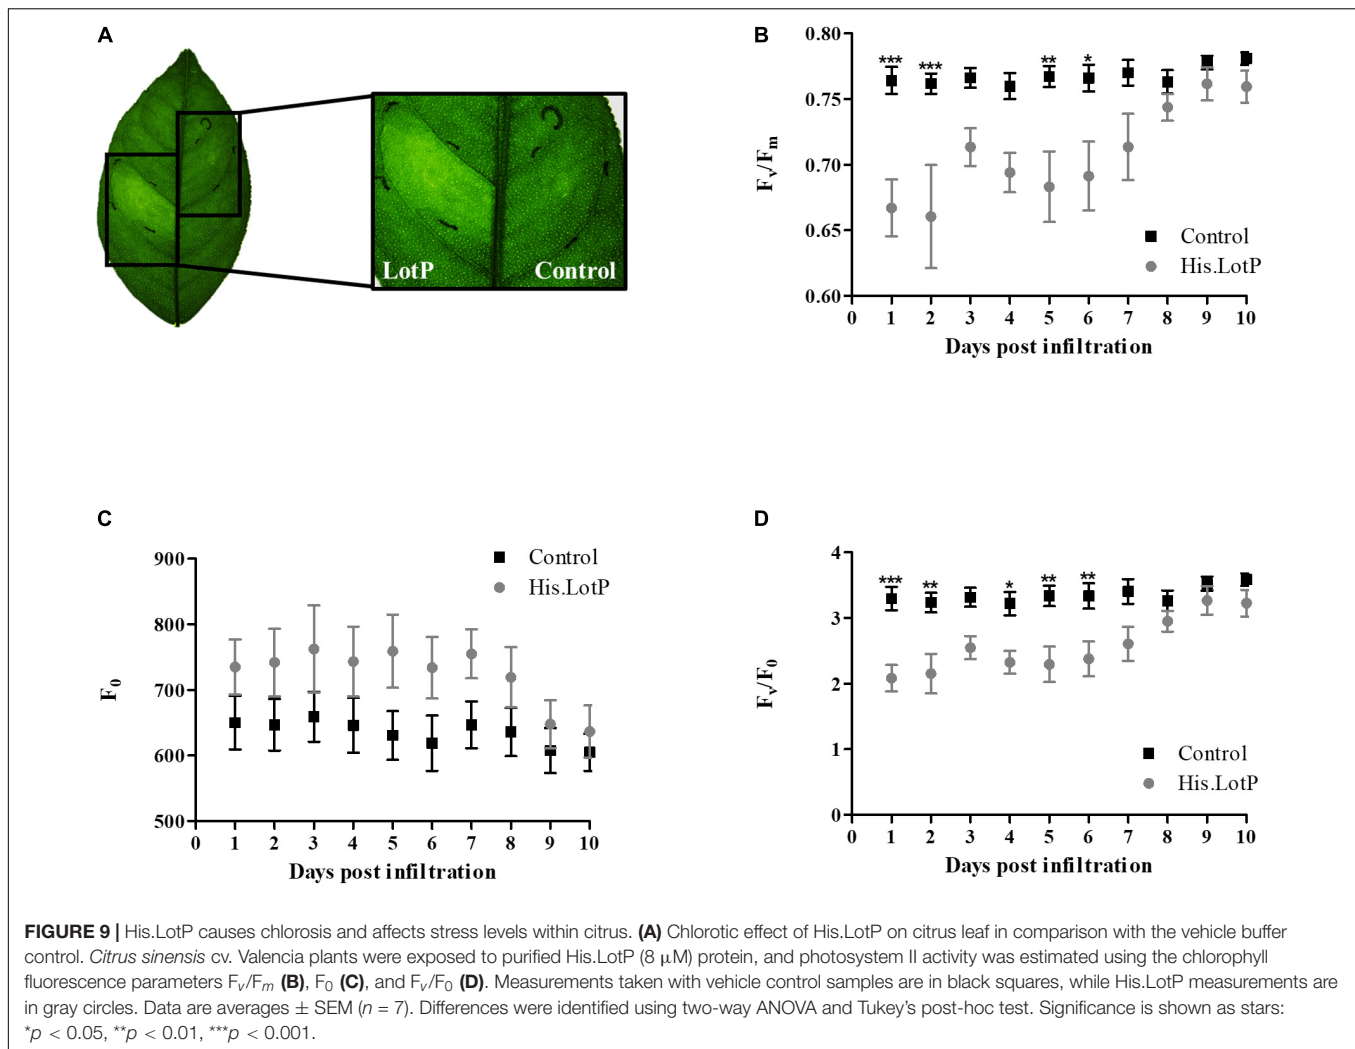 A
LotP
Control
B
0.80
0.75
0.70
0.65
0.60
Fv/Fm
***
***
**
*
Control
His.LotP
0 1 2 3 4 5 6 7 8 9 10
Days post infiltration
C
900
800
700
600
500
F0
Control
His.LotP
0 1 2 3 4 5 6 7 8 9 10
Days post infiltration
D
4
3
2
1
0
Fv/F0
***
**
*
**
**
Control
His.LotP
0 1 2 3 4 5 6 7 8 9 10
Days post infiltration
FIGURE 9 | His.LotP causes chlorosis and affects stress levels within citrus. (A) Chlorotic effect of His.LotP on citrus leaf in comparison with the vehicle buffer
control. Citrus sinensis cv. Valencia plants were exposed to purified His.LotP (8 μM) protein, and photosystem II activity was estimated using the chlorophyll
fluorescence parameters Fv/Fm (B), F0 (C), and Fv/F0 (D). Measurements taken with vehicle control samples are in black squares, while His.LotP measurements are
in gray circles. Data are averages ± SEM (n = 7). Differences were identified using two-way ANOVA and Tukey's post-hoc test. Significance is shown as stars:
*p < 0.05, **p < 0.01, ***p < 0.001.